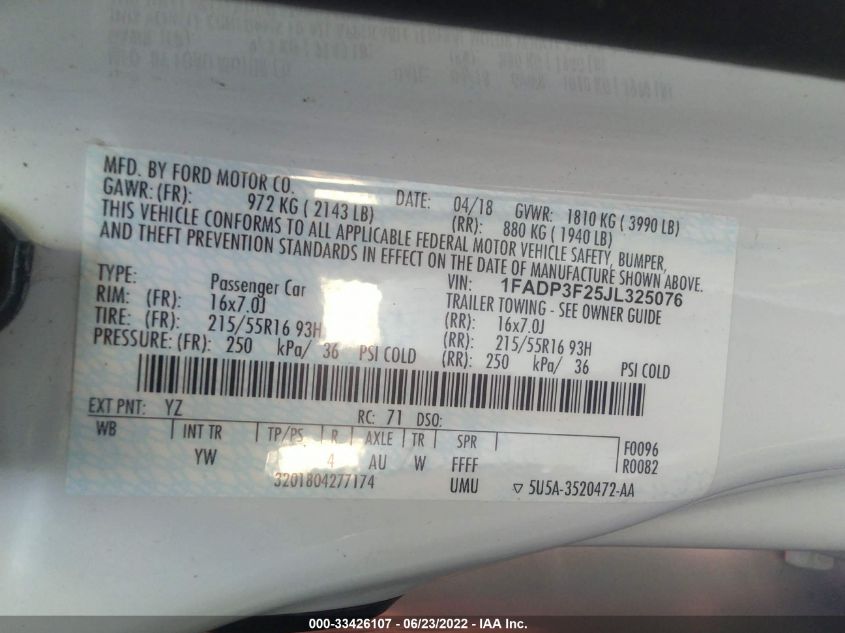 MFD. BY FORD MOTOR CO.
DATE: 04/18 GVWR: 1810 KG ( 3990 LB)
GAWR: (FR): 972 KG ( 2143 LB) (RR): 880 KG ( 1940 LB)
THIS VEHICLE CONFORMS TO ALL APPLICABLE FEDERAL MOTOR VEHICLE SAFETY, BUMPER,
AND THEFT PREVENTION STANDARDS IN EFFECT ON THE DATE OF MANUFACTURE SHOWN ABOVE.
VIN: 1FADP3F25JL325076
TYPE: Passenger Car TRAILER TOWING - SEE OWNER GUIDE
RIM: (FR): 16x7.0J (RR): 16x7.0J
TIRE: (FR): 215/55R16 93H (RR): 215/55R16 93H
PRESSURE: (FR): 250 kPa/ 36 PSI COLD (RR): 250 kPa/ 36 PSI COLD
EXT PNT: YZ RC: 71 DSO:
WB INT TR TP/PS R AXLE TR SPR F0096
YW 4 AU W FFFF R0082
3201804277174 UMU ▽ 5U5A-3520472-AA
000-33426107 - 06/23/2022 - IAA Inc.